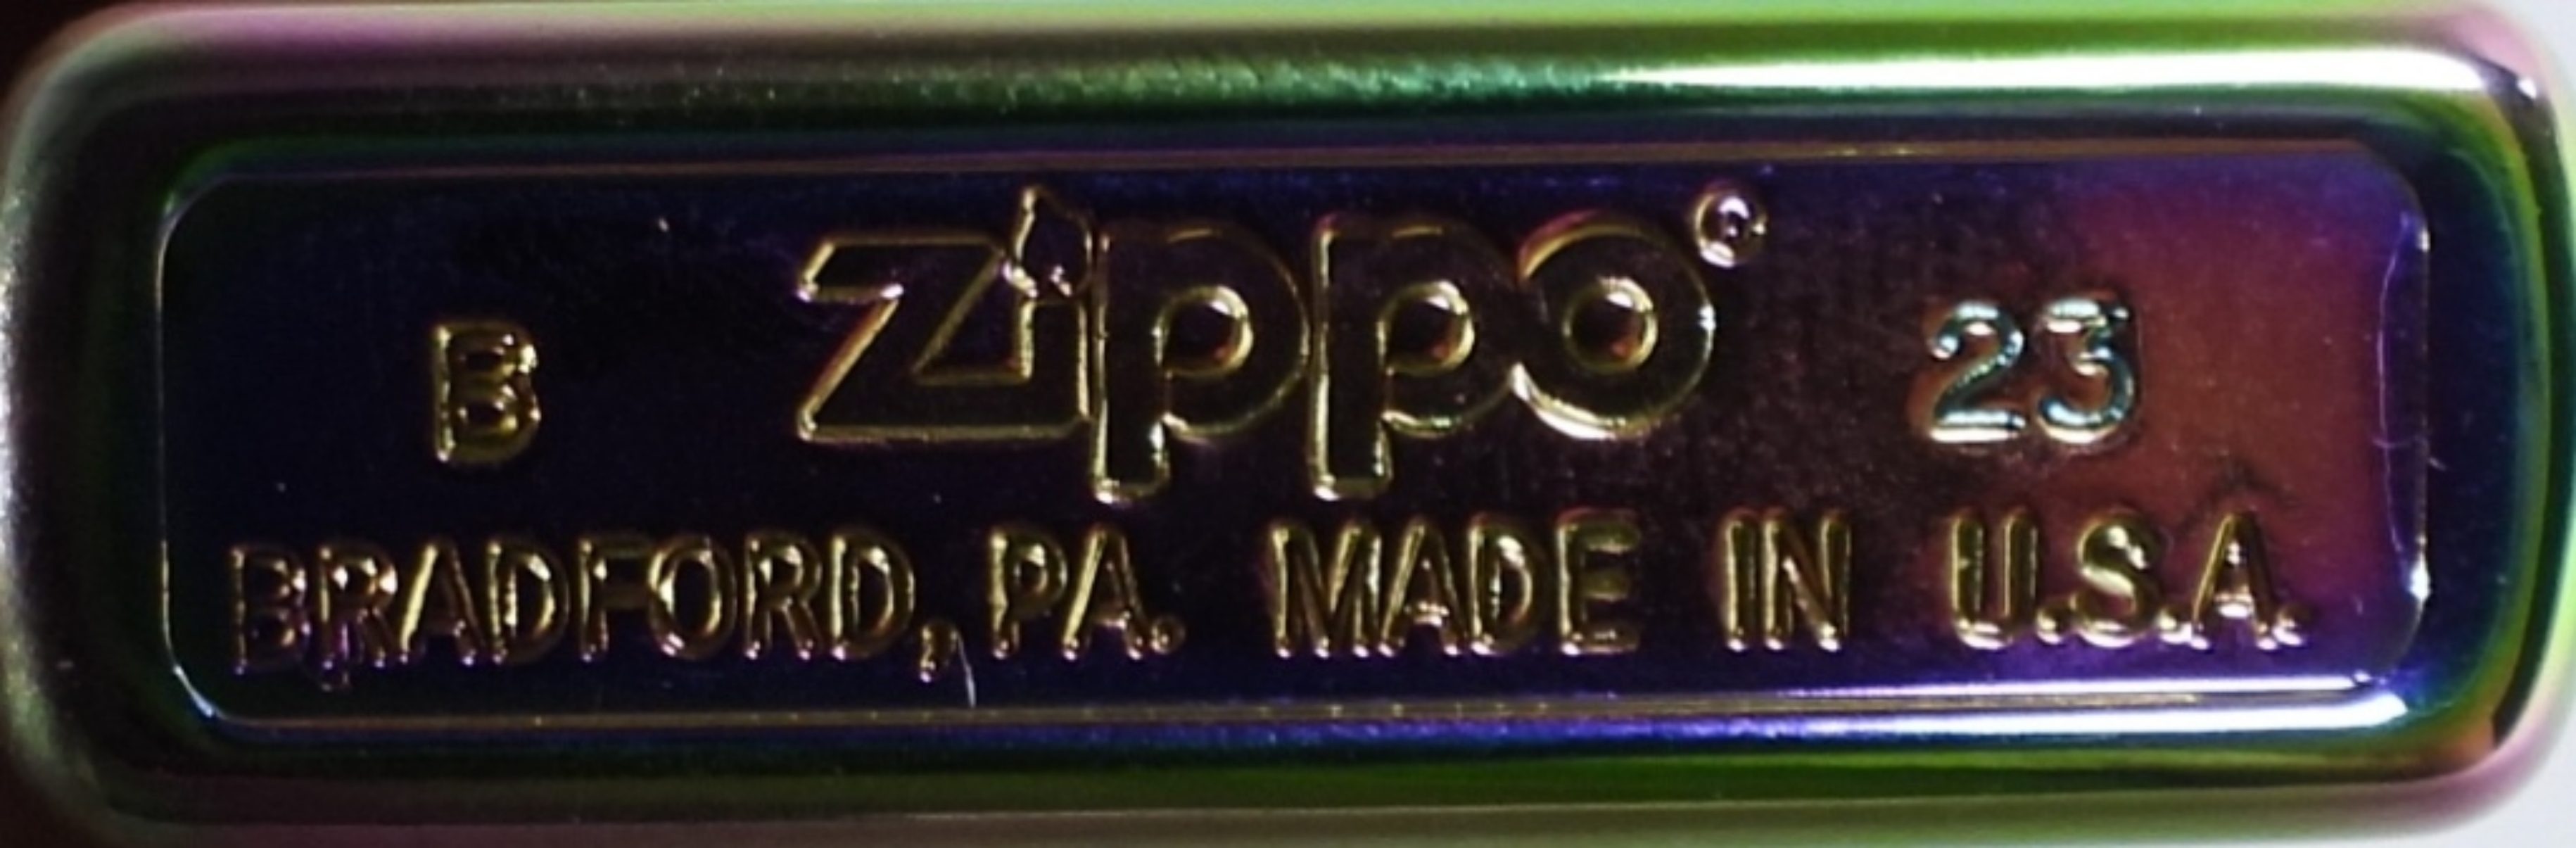 B Zippo® 23
BRADFORD, PA. MADE IN U.S.A.